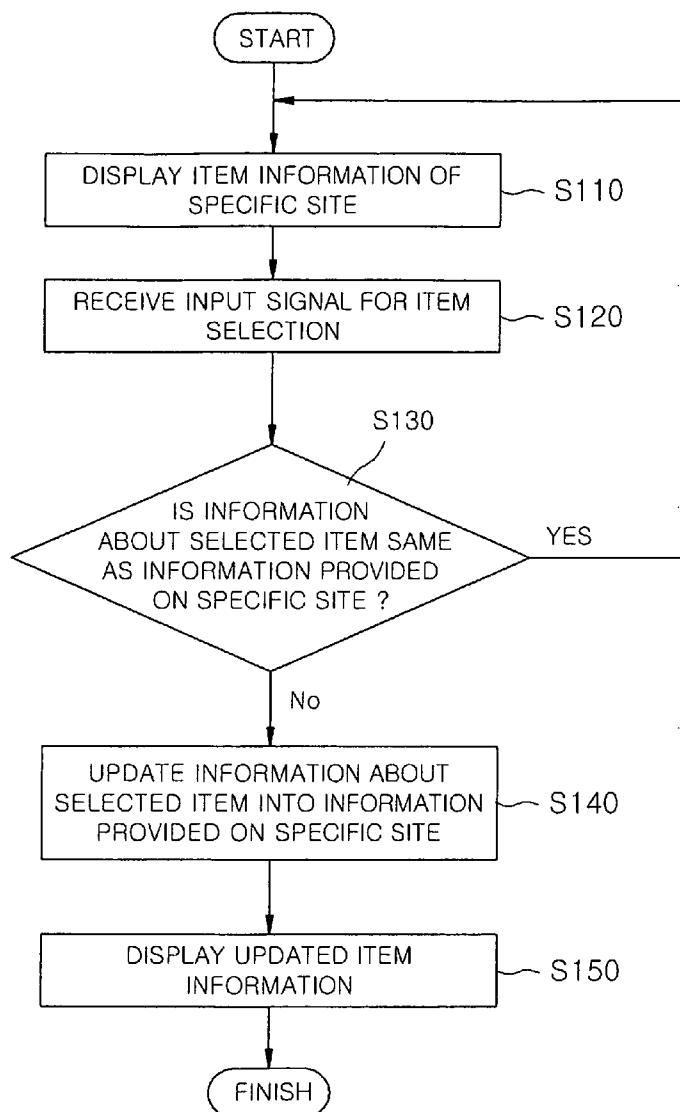 START
DISPLAY ITEM INFORMATION OF
SPECIFIC SITE
S110
RECEIVE INPUT SIGNAL FOR ITEM
SELECTION
S120
S130
IS INFORMATION
ABOUT SELECTED ITEM SAME
AS INFORMATION PROVIDED
ON SPECIFIC SITE ?
YES
No
UPDATE INFORMATION ABOUT
SELECTED ITEM INTO INFORMATION
PROVIDED ON SPECIFIC SITE
S140
DISPLAY UPDATED ITEM
INFORMATION
S150
FINISH